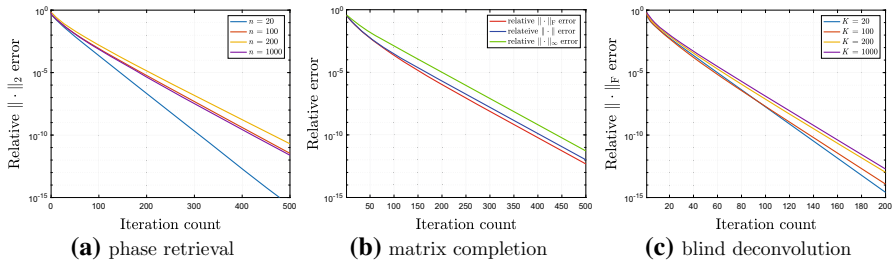 Relative ‖ · ‖₂ error
10^0
10^-5
10^-10
10^-15
n = 20
n = 100
n = 200
n = 1000
0 100 200 300 400 500
Iteration count
(a) phase retrieval
Relative error
10^0
10^-5
10^-10
10^-15
relative ‖ · ‖F error
relative ‖ · ‖ error
relative ‖ · ‖∞ error
50 100 150 200 250 300 350 400 450 500
Iteration count
(b) matrix completion
Relative ‖ · ‖F error
10^0
10^-5
10^-10
10^-15
K = 20
K = 100
K = 200
K = 1000
20 40 60 80 100 120 140 160 180 200
Iteration count
(c) blind deconvolution